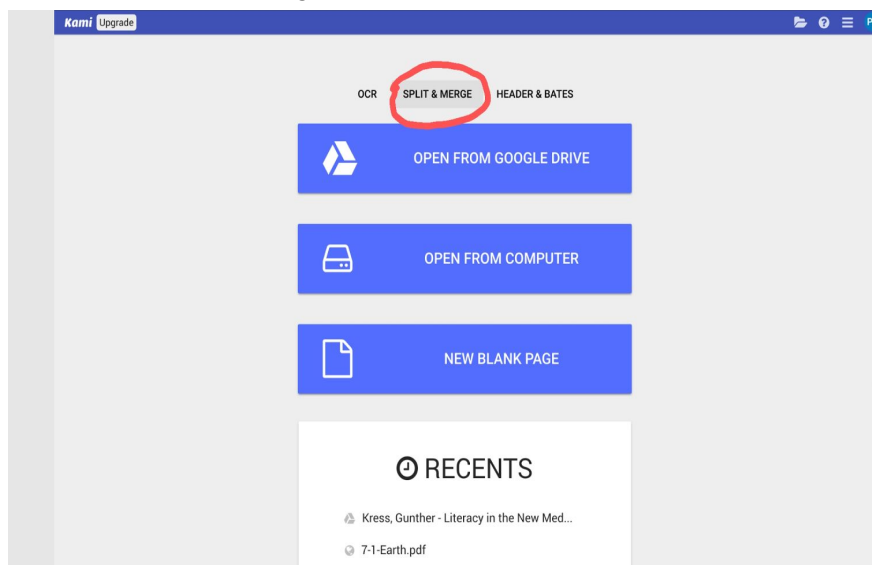 Kami Upgrade
P
OCR SPLIT & MERGE HEADER & BATES
OPEN FROM GOOGLE DRIVE
OPEN FROM COMPUTER
NEW BLANK PAGE
RECENTS
Kress, Gunther - Literacy in the New Med...
7-1-Earth.pdf